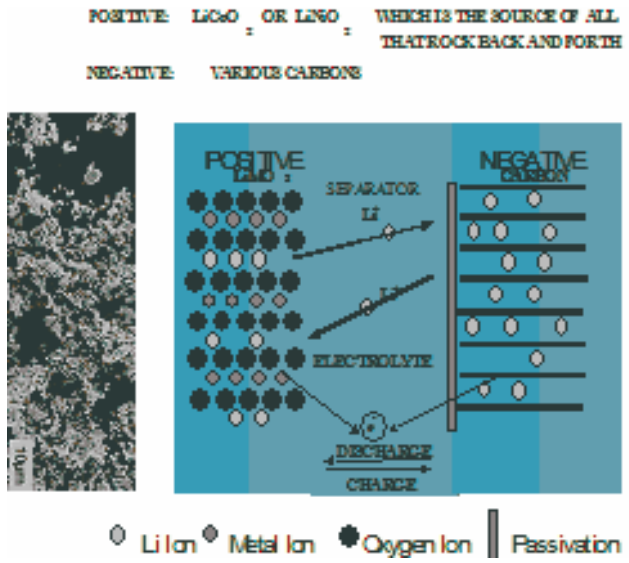 POSITIVE: LiCoO2 OR LiNiO2 WHICH IS THE SOURCE OF ALL
THAT ROCK BACK AND FORTH
NEGATIVE: VARIOUS CARBONS
POSITIVE
LiMO2
NEGATIVE
CARBON
SEPARATOR
Li+
Li+
ELECTROLYTE
e-
DISCHARGE
CHARGE
10µm
Li Ion
Metal Ion
Oxygen Ion
Passivation